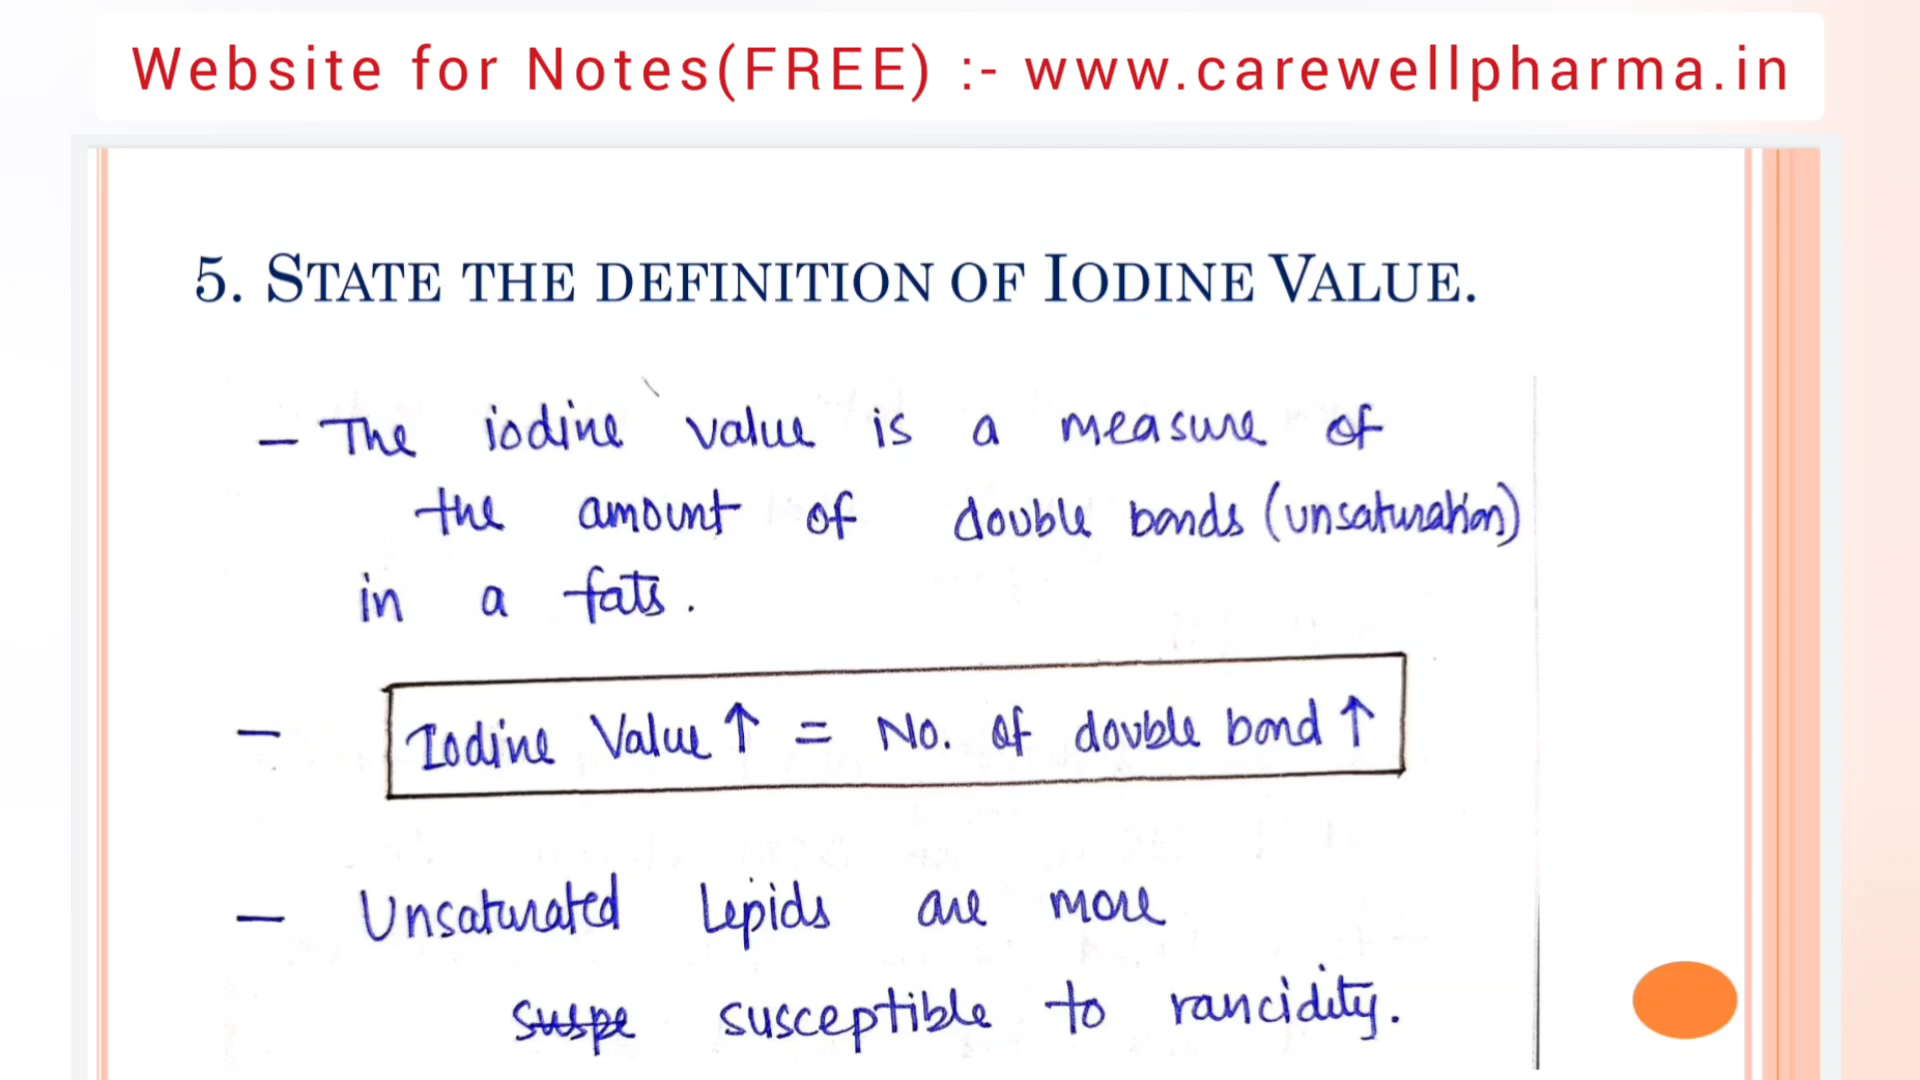 Website for Notes(FREE) :- www.carewellpharma.in
5. STATE THE DEFINITION OF IODINE VALUE.
– The iodine value is a measure of
the amount of double bonds (unsaturation)
in a fats.
– Iodine Value ↑ = No. of double bond ↑
– Unsaturated Lepids are more
suspe susceptible to rancidity.